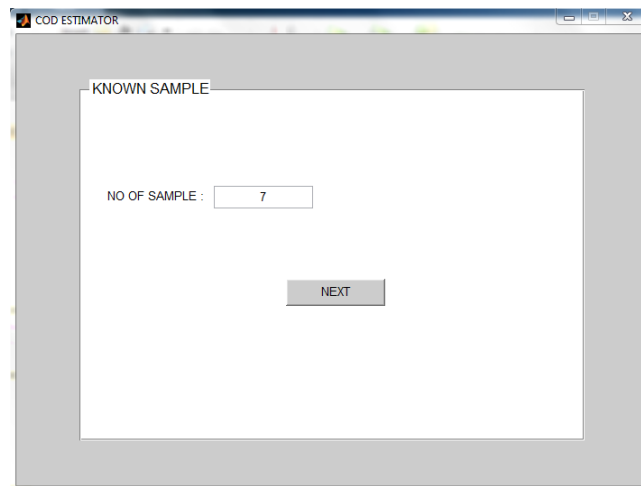 COD ESTIMATOR
KNOWN SAMPLE
NO OF SAMPLE : 7
NEXT